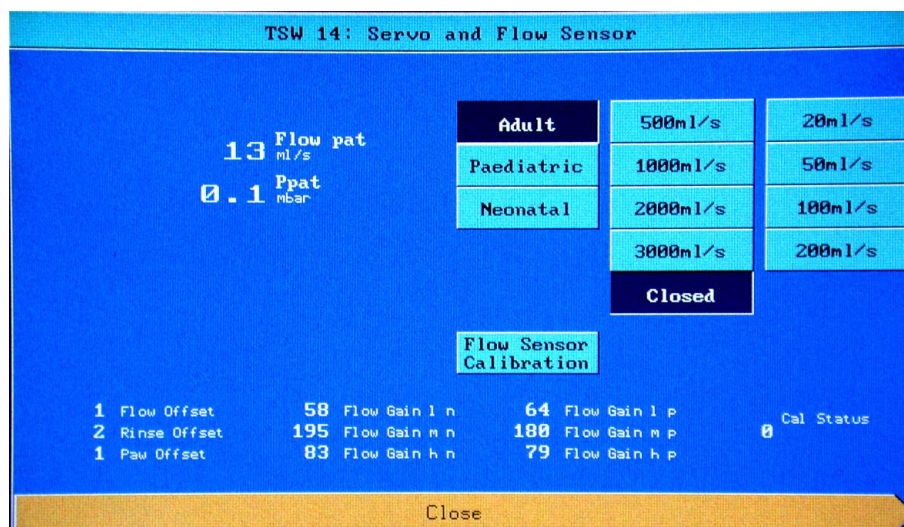 TSW 14: Servo and Flow Sensor
13 Flow pat
ml/s
0.1 Ppat
mbar
Adult
Paediatric
Neonatal
500ml/s
1000ml/s
2000ml/s
3000ml/s
Closed
20ml/s
50ml/s
100ml/s
200ml/s
Flow Sensor
Calibration
1 Flow Offset
2 Rinse Offset
1 Paw Offset
58 Flow Gain l n
195 Flow Gain m n
83 Flow Gain h n
64 Flow Gain l p
180 Flow Gain m p
79 Flow Gain h p
0 Cal Status
Close